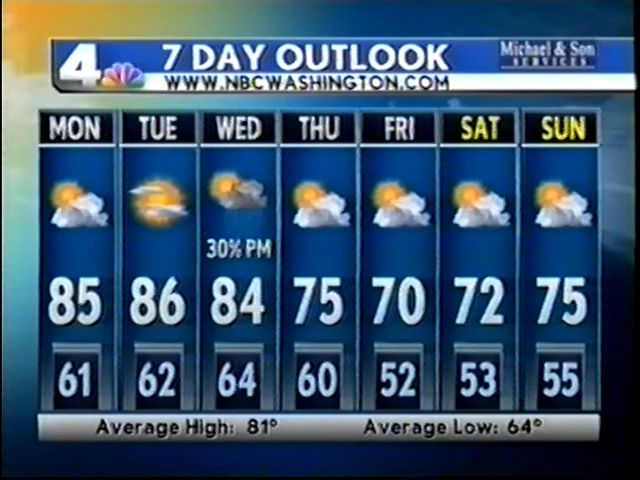 4 7 DAY OUTLOOK Michael & Son
SERVICES
WWW.NBCWASHINGTON.COM
MON TUE WED THU FRI SAT SUN
30% PM
85 86 84 75 70 72 75
61 62 64 60 52 53 55
Average High: 81° Average Low: 64°